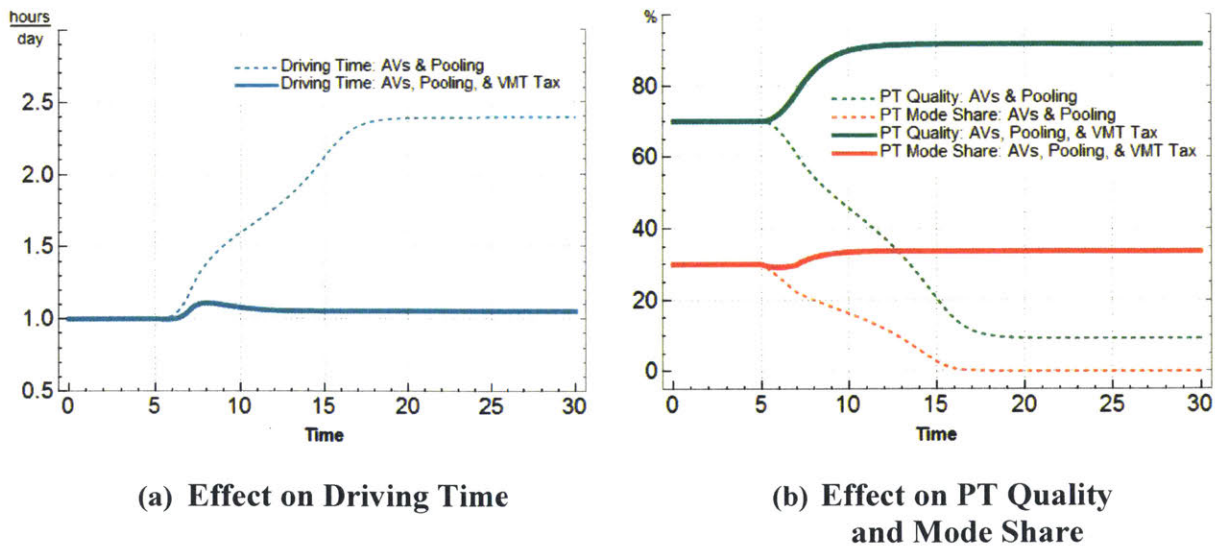 hours
day
Driving Time: AVs & Pooling
Driving Time: AVs, Pooling, & VMT Tax
2.5
2.0
1.5
1.0
0.5
0 5 10 15 20 25 30
Time
(a) Effect on Driving Time
%
80
60
40
20
0
PT Quality: AVs & Pooling
PT Mode Share: AVs & Pooling
PT Quality: AVs, Pooling, & VMT Tax
PT Mode Share: AVs, Pooling, & VMT Tax
0 5 10 15 20 25 30
Time
(b) Effect on PT Quality
and Mode Share